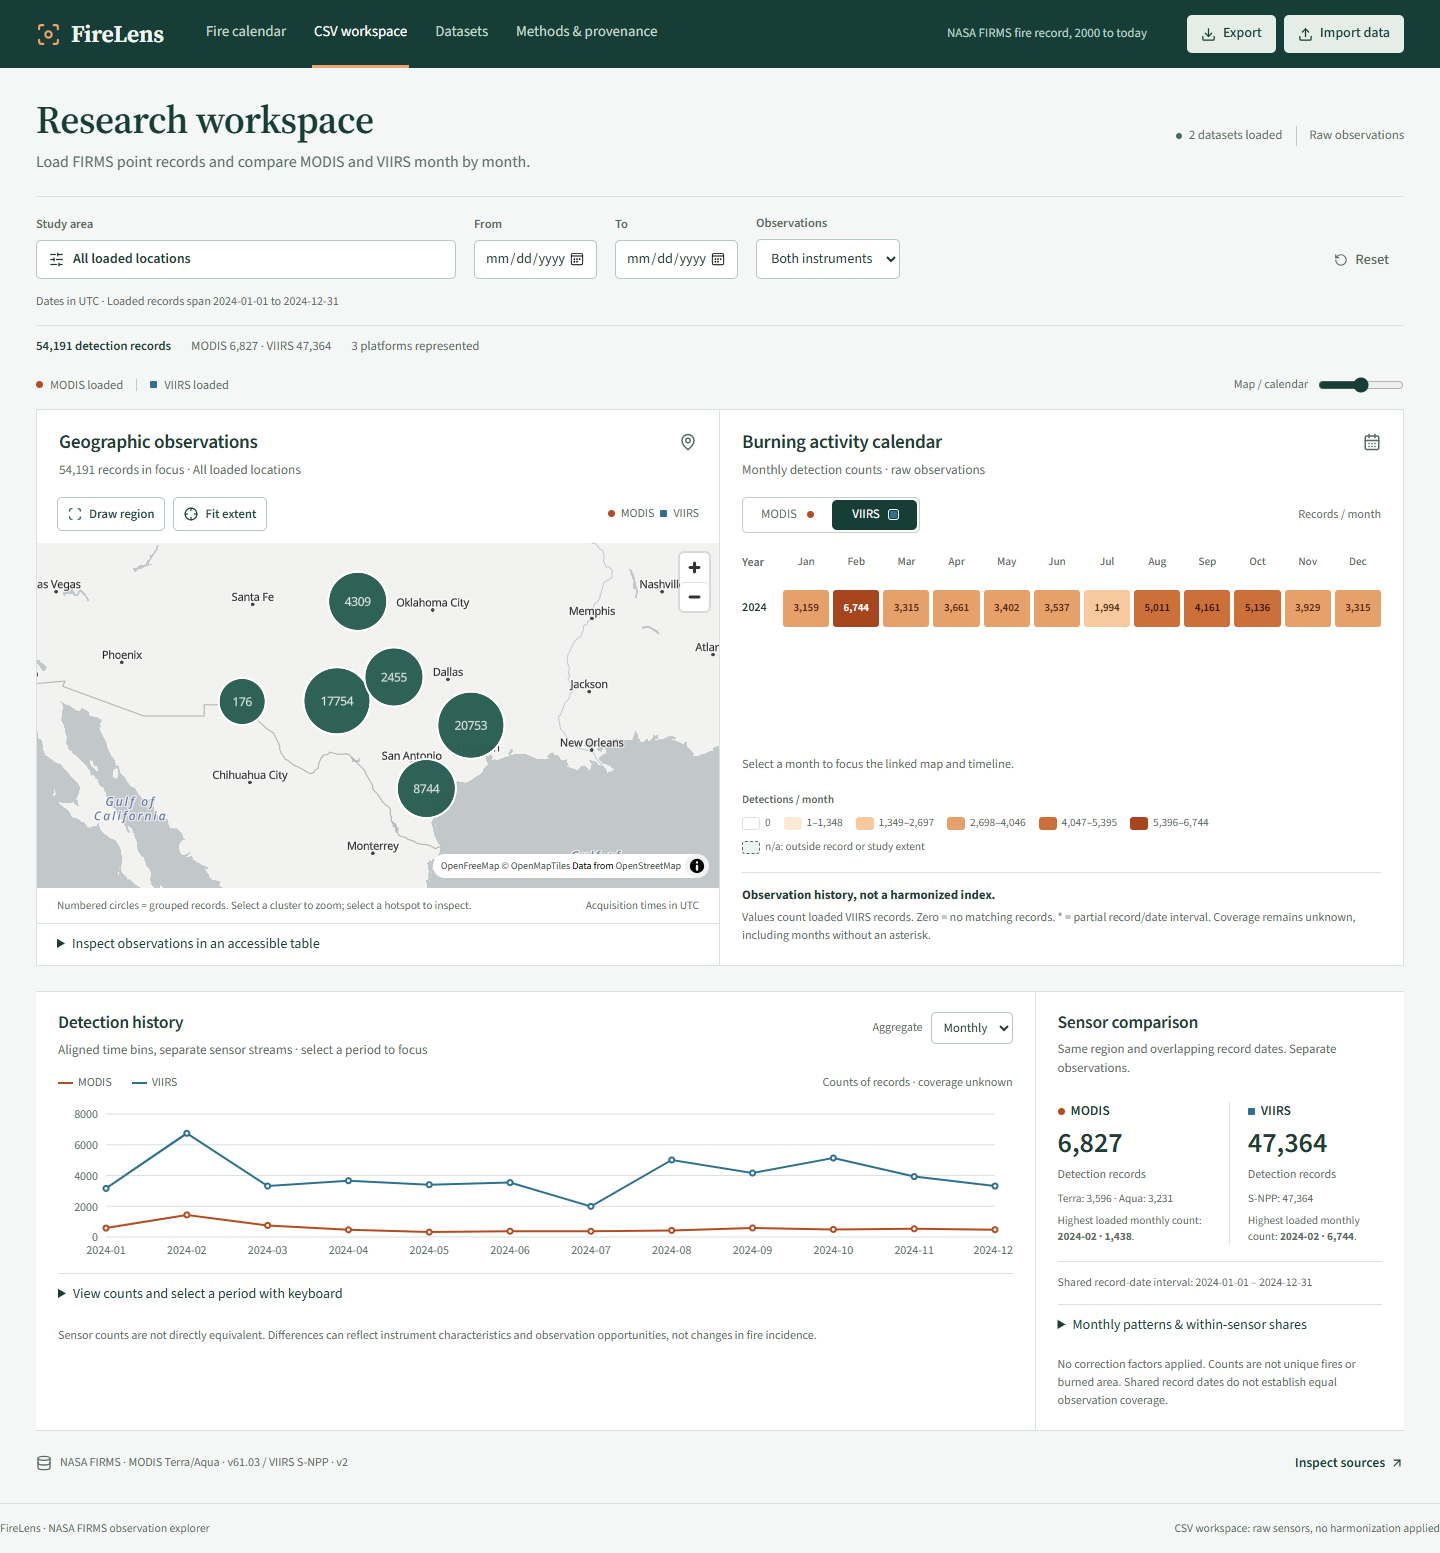 FireLens
Fire calendar
CSV workspace
Datasets
Methods & provenance
NASA FIRMS fire record, 2000 to today
Export
Import data
Research workspace
Load FIRMS point records and compare MODIS and VIIRS month by month.
2 datasets loaded
Raw observations
Study area
From
To
Observations
All loaded locations
mm/dd/yyyy
mm/dd/yyyy
Both instruments
Reset
Dates in UTC · Loaded records span 2024-01-01 to 2024-12-31
54,191 detection records
MODIS 6,827 · VIIRS 47,364
3 platforms represented
MODIS loaded
VIIRS loaded
Map / calendar
Geographic observations
54,191 records in focus · All loaded locations
Draw region
Fit extent
MODIS
VIIRS
as Vegas
Santa Fe
4309
Oklahoma City
Nashvil
Memphis
+
−
Phoenix
Atlar
2455
Dallas
176
17754
Jackson
20753
San Antonio
New Orleans
Chihuahua City
8744
Gulf of
California
Monterrey
OpenFreeMap © OpenMapTiles Data from OpenStreetMap
Numbered circles = grouped records. Select a cluster to zoom; select a hotspot to inspect.
Acquisition times in UTC
Inspect observations in an accessible table
Burning activity calendar
Monthly detection counts · raw observations
MODIS
VIIRS
Records / month
Year Jan Feb Mar Apr May Jun Jul Aug Sep Oct Nov Dec
2024 3,159 6,744 3,315 3,661 3,402 3,537 1,994 5,011 4,161 5,136 3,929 3,315
Select a month to focus the linked map and timeline.
Detections / month
0 1–1,348 1,349–2,697 2,698–4,046 4,047–5,395 5,396–6,744
n/a: outside record or study extent
Observation history, not a harmonized index.
Values count loaded VIIRS records. Zero = no matching records. * = partial record/date interval. Coverage remains unknown,
including months without an asterisk.
Detection history
Aligned time bins, separate sensor streams · select a period to focus
Aggregate
Monthly
MODIS
VIIRS
Counts of records · coverage unknown
8000
6000
4000
2000
0
2024-01 2024-02 2024-03 2024-04 2024-05 2024-06 2024-07 2024-08 2024-09 2024-10 2024-11 2024-12
View counts and select a period with keyboard
Sensor counts are not directly equivalent. Differences can reflect instrument characteristics and observation opportunities, not changes in fire incidence.
Sensor comparison
Same region and overlapping record dates. Separate
observations.
MODIS
6,827
Detection records
Terra: 3,596 · Aqua: 3,231
Highest loaded monthly count:
2024-02 · 1,438.
VIIRS
47,364
Detection records
S-NPP: 47,364
Highest loaded monthly
count: 2024-02 · 6,744.
Shared record-date interval: 2024-01-01 – 2024-12-31
Monthly patterns & within-sensor shares
No correction factors applied. Counts are not unique fires or
burned area. Shared record dates do not establish equal
observation coverage.
NASA FIRMS · MODIS Terra/Aqua · v61.03 / VIIRS S-NPP · v2
Inspect sources
FireLens · NASA FIRMS observation explorer
CSV workspace: raw sensors, no harmonization applied